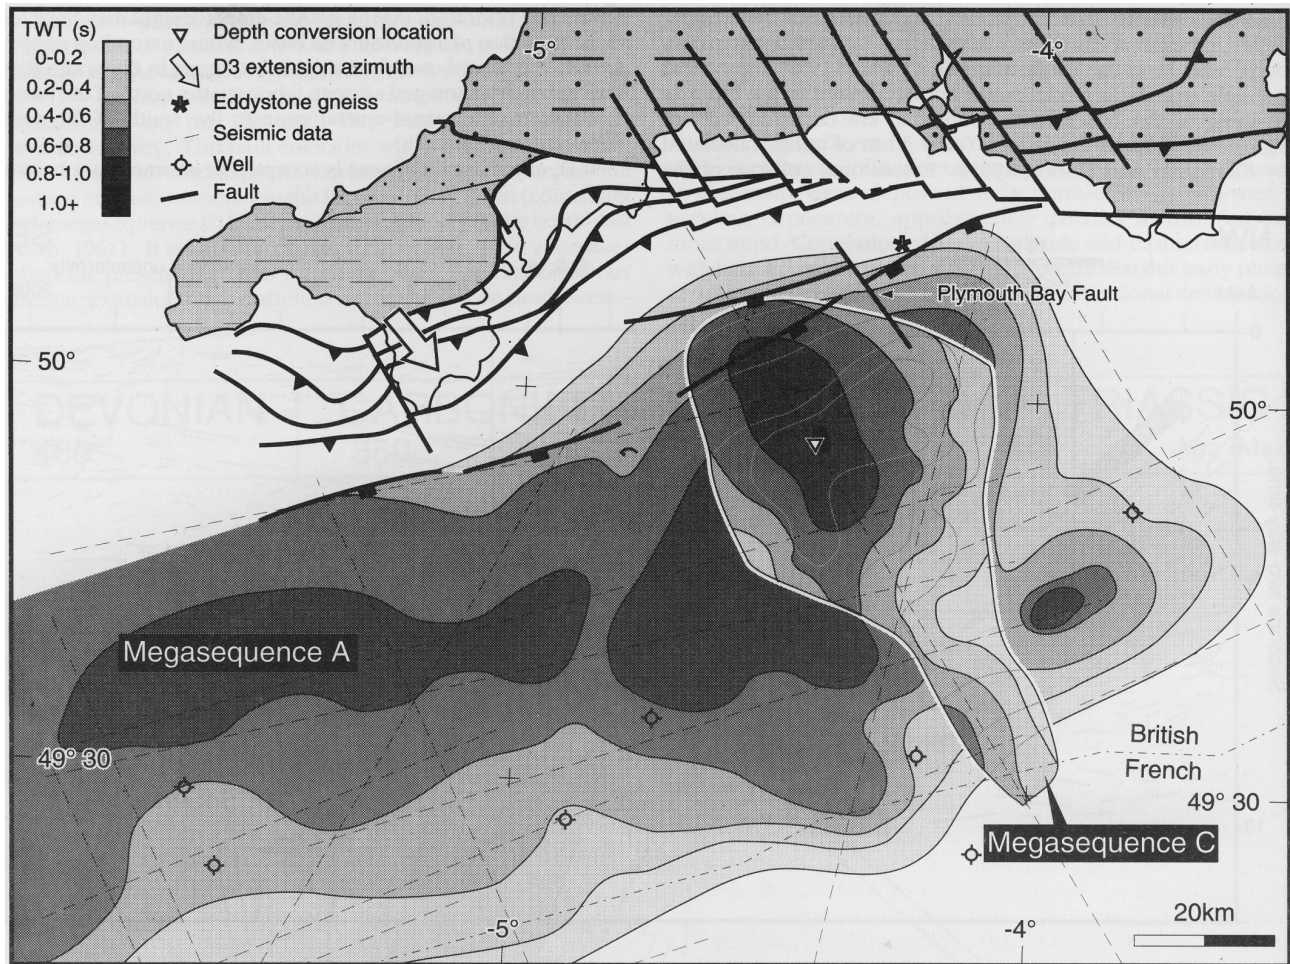 TWT (s)
0-0.2
0.2-0.4
0.4-0.6
0.6-0.8
0.8-1.
1.0+
Depth conversion location
D3 extension azimuth
Eddystone gneiss
Seismic data
Well
Fault
-5°
-4°
Plymouth Bay Fault
50°
50°
Megasequence A
49° 30
British
French
49° 30
Megasequence C
20km
-5°
-4°